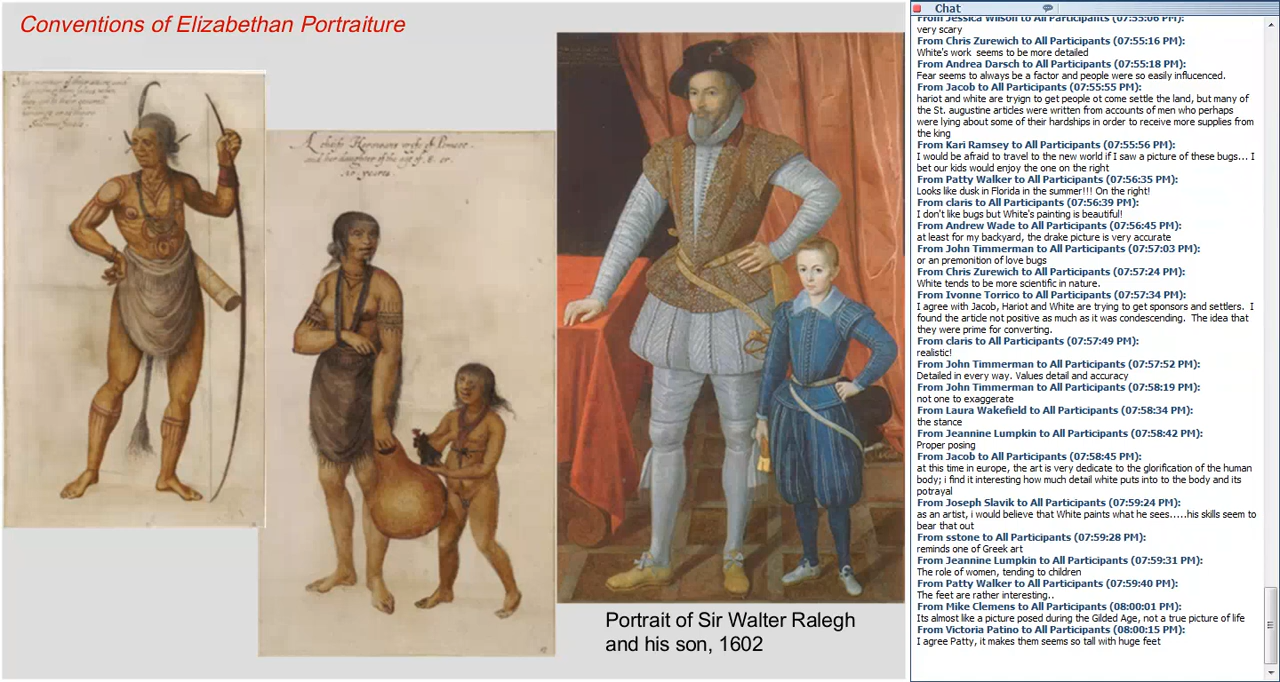 Conventions of Elizabethan Portraiture
A
and her daughter of the age of 8. or.
10. yeares.
Portrait of Sir Walter Ralegh
and his son, 1602
Chat
From Jessica Wilson to All Participants (07:55:06 PM):
very scary
From Chris Zurewich to All Participants (07:55:16 PM):
White's work seems to be more detailed
From Andrea Darsch to All Participants (07:55:18 PM):
Fear seems to always be a factor and people were so easily influcenced.
From Jacob to All Participants (07:55:55 PM):
hariot and white are tryign to get people ot come settle the land, but many of
the St. augustine articles were written from accounts of men who perhaps
were lying about some of their hardships in order to receive more supplies from
the king
From Kari Ramsey to All Participants (07:55:56 PM):
I would be afraid to travel to the new world if I saw a picture of these bugs... I
bet our kids would enjoy the one on the right
From Patty Walker to All Participants (07:56:35 PM):
Looks like dusk in Florida in the summer!!! On the right!
From claris to All Participants (07:56:39 PM):
I don't like bugs but White's painting is beautiful!
From Andrew Wade to All Participants (07:56:45 PM):
at least for my backyard, the drake picture is very accurate
From John Timmerman to All Participants (07:57:03 PM):
or an premonition of love bugs
From Chris Zurewich to All Participants (07:57:24 PM):
White tends to be more scientific in nature.
From Ivonne Torrico to All Participants (07:57:34 PM):
I agree with Jacob, Hariot and White are trying to get sponsors and settlers. I
found the article not positive as much as it was condescending. The idea that
they were prime for converting.
From claris to All Participants (07:57:49 PM):
realistic!
From John Timmerman to All Participants (07:57:52 PM):
Detailed in every way. Values detail and accuracy
From John Timmerman to All Participants (07:58:19 PM):
not one to exaggerate
From Laura Wakefield to All Participants (07:58:34 PM):
the stance
From Jeannine Lumpkin to All Participants (07:58:42 PM):
Proper posing
From Jacob to All Participants (07:58:45 PM):
at this time in europe, the art is very dedicate to the glorification of the human
body; i find it interesting how much detail white puts into to the body and its
potrayal
From Joseph Slavik to All Participants (07:59:24 PM):
as an artist, i would believe that White paints what he sees.....his skills seem to
bear that out
From sstone to All Participants (07:59:28 PM):
reminds one of Greek art
From Jeannine Lumpkin to All Participants (07:59:31 PM):
The role of women, tending to children
From Patty Walker to All Participants (07:59:40 PM):
The feet are rather interesting..
From Mike Clemens to All Participants (08:00:01 PM):
Its almost like a picture posed during the Gilded Age, not a true picture of life
From Victoria Patino to All Participants (08:00:15 PM):
I agree Patty, it makes them seems so tall with huge feet